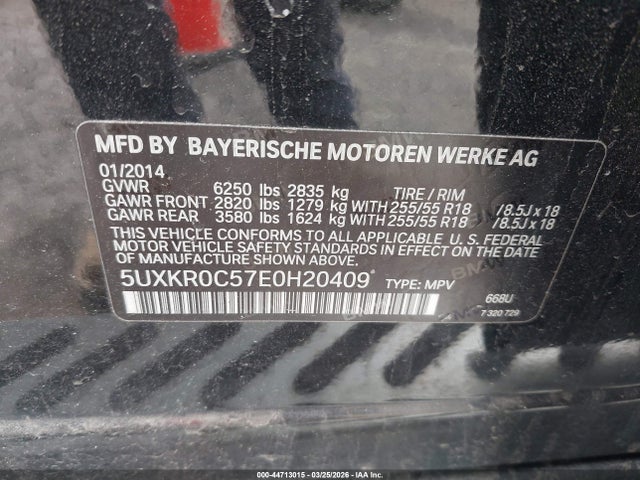 MFD BY BAYERISCHE MOTOREN WERKE AG
01/2014
GVWR 6250 lbs 2835 kg TIRE / RIM
GAWR FRONT 2820 lbs 1279 kg WITH 255/55 R18 /8.5J x 18
GAWR REAR 3580 lbs 1624 kg WITH 255/55 R18 /8.5J x 18
THIS VEHICLE CONFORMS TO ALL APPLICABLE U.S. FEDERAL
MOTOR VEHICLE SAFETY STANDARDS IN EFFECT ON THE DATE
OF MANUFACTURE SHOWN ABOVE.
5UXKR0C57E0H20409* TYPE: MPV
668U
7 320 729
000-44713015 - 03/25/2026 - IAA Inc.